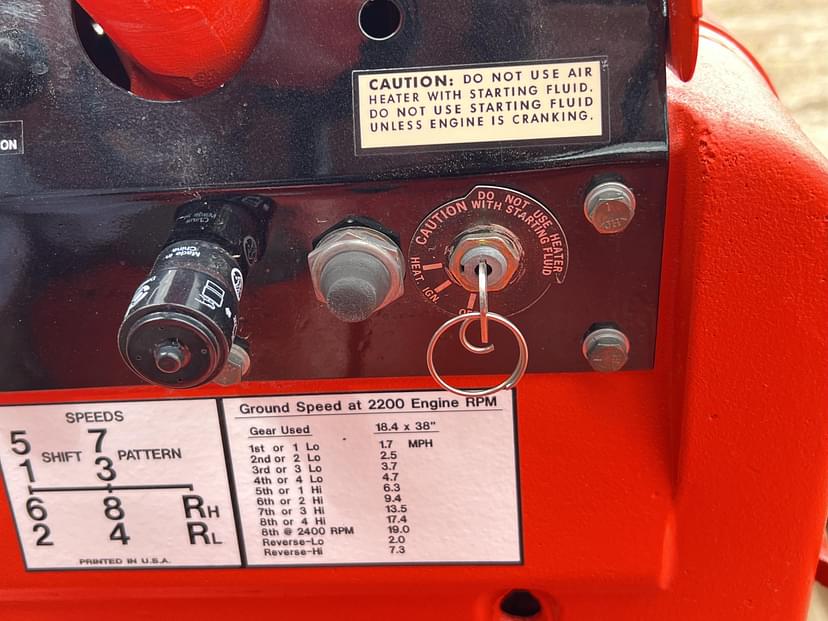 CAUTION: DO NOT USE AIR
HEATER WITH STARTING FLUID.
DO NOT USE STARTING FLUID
UNLESS ENGINE IS CRANKING.
ON
CAUTION DO NOT USE HEATER
WITH STARTING FLUID
HEAT. IGN.
Made in
China
SPEEDS
5 7
SHIFT PATTERN
1 3
6 8 RH
2 4 RL
PRINTED IN U.S.A.
Ground Speed at 2200 Engine RPM
Gear Used 18.4 x 38"
1st or 1 Lo 1.7 MPH
2nd or 2 Lo 2.5
3rd or 3 Lo 3.7
4th or 4 Lo 4.7
5th or 1 Hi 6.3
6th or 2 Hi 9.4
7th or 3 Hi 13.5
8th or 4 Hi 17.4
8th @ 2400 RPM 19.0
Reverse-Lo 2.0
Reverse-Hi 7.3